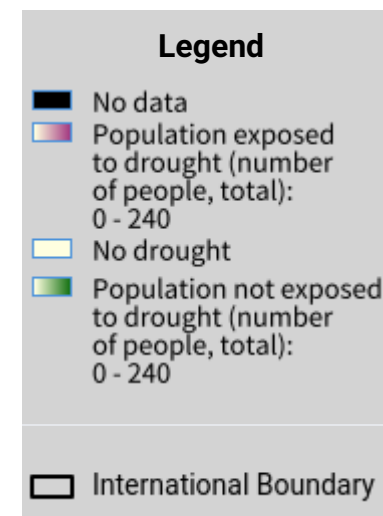 Legend
No data
Population exposed
to drought (number
of people, total):
0 - 240
No drought
Population not exposed
to drought (number
of people, total):
0 - 240
International Boundary